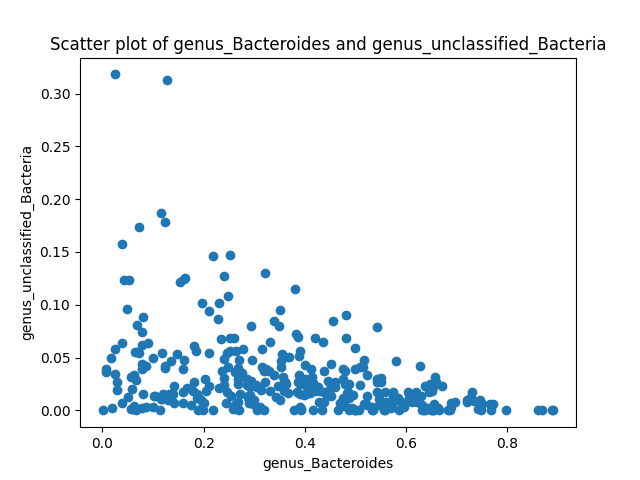 Scatter plot of genus_Bacteroides and genus_unclassified_Bacteria
0.30
0.25
0.20
0.15
0.10
0.05
0.00
genus_unclassified_Bacteria
0.0 0.2 0.4 0.6 0.8
genus_Bacteroides